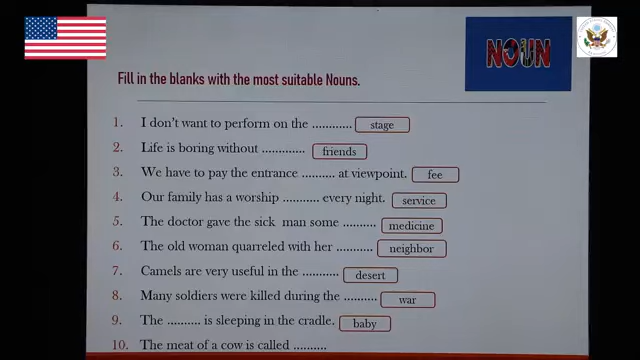 NOUN
Fill in the blanks with the most suitable Nouns.
1. I don't want to perform on the ............ stage
2. Life is boring without ............. friends
3. We have to pay the entrance .......... at viewpoint. fee
4. Our family has a worship ........... every night. service
5. The doctor gave the sick man some .......... medicine
6. The old woman quarreled with her ........... neighbor
7. Camels are very useful in the ........... desert
8. Many soldiers were killed during the .......... war
9. The .......... is sleeping in the cradle. baby
10. The meat of a cow is called ..........